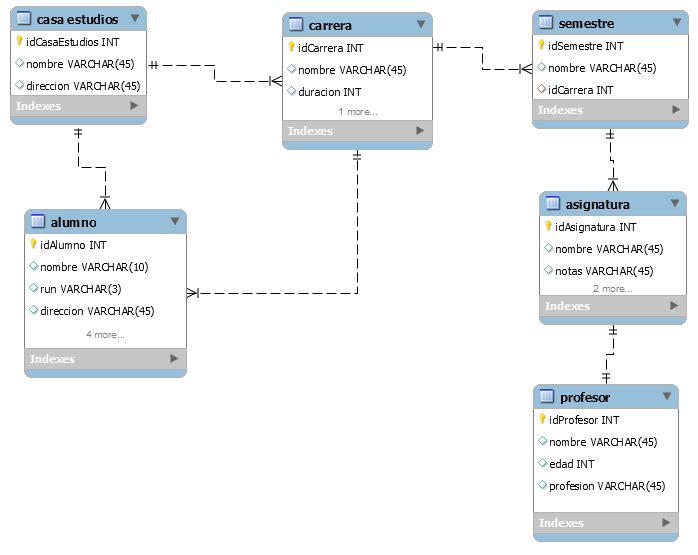 casa estudios
idCasaEstudios INT
nombre VARCHAR(45)
direccion VARCHAR(45)
Indexes
carrera
idCarrera INT
nombre VARCHAR(45)
duracion INT
1 more...
Indexes
semestre
idSemestre INT
nombre VARCHAR(45)
idCarrera INT
Indexes
alumno
idAlumno INT
nombre VARCHAR(10)
run VARCHAR(3)
direccion VARCHAR(45)
4 more...
Indexes
asignatura
idAsignatura INT
nombre VARCHAR(45)
notas VARCHAR(45)
2 more...
Indexes
profesor
idProfesor INT
nombre VARCHAR(45)
edad INT
profesion VARCHAR(45)
Indexes